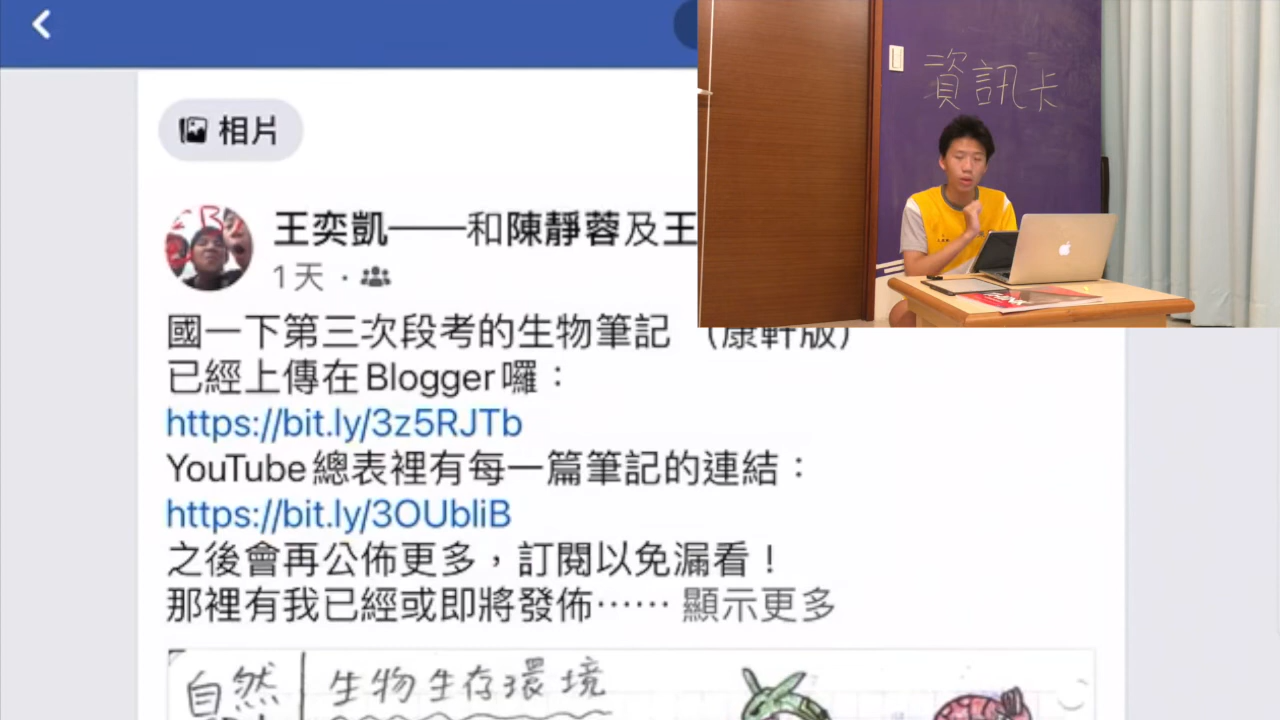 相片
資訊卡
王奕凱——和陳靜蓉及王
1天 ·
國一下第三次段考的生物筆記 （康軒版）
已經上傳在Blogger囉：
https://bit.ly/3z5RJTb
YouTube總表裡有每一篇筆記的連結：
https://bit.ly/3OUbliB
之後會再公佈更多，訂閱以免漏看！
那裡有我已經或即將發佈…… 顯示更多
自然
生物生存環境